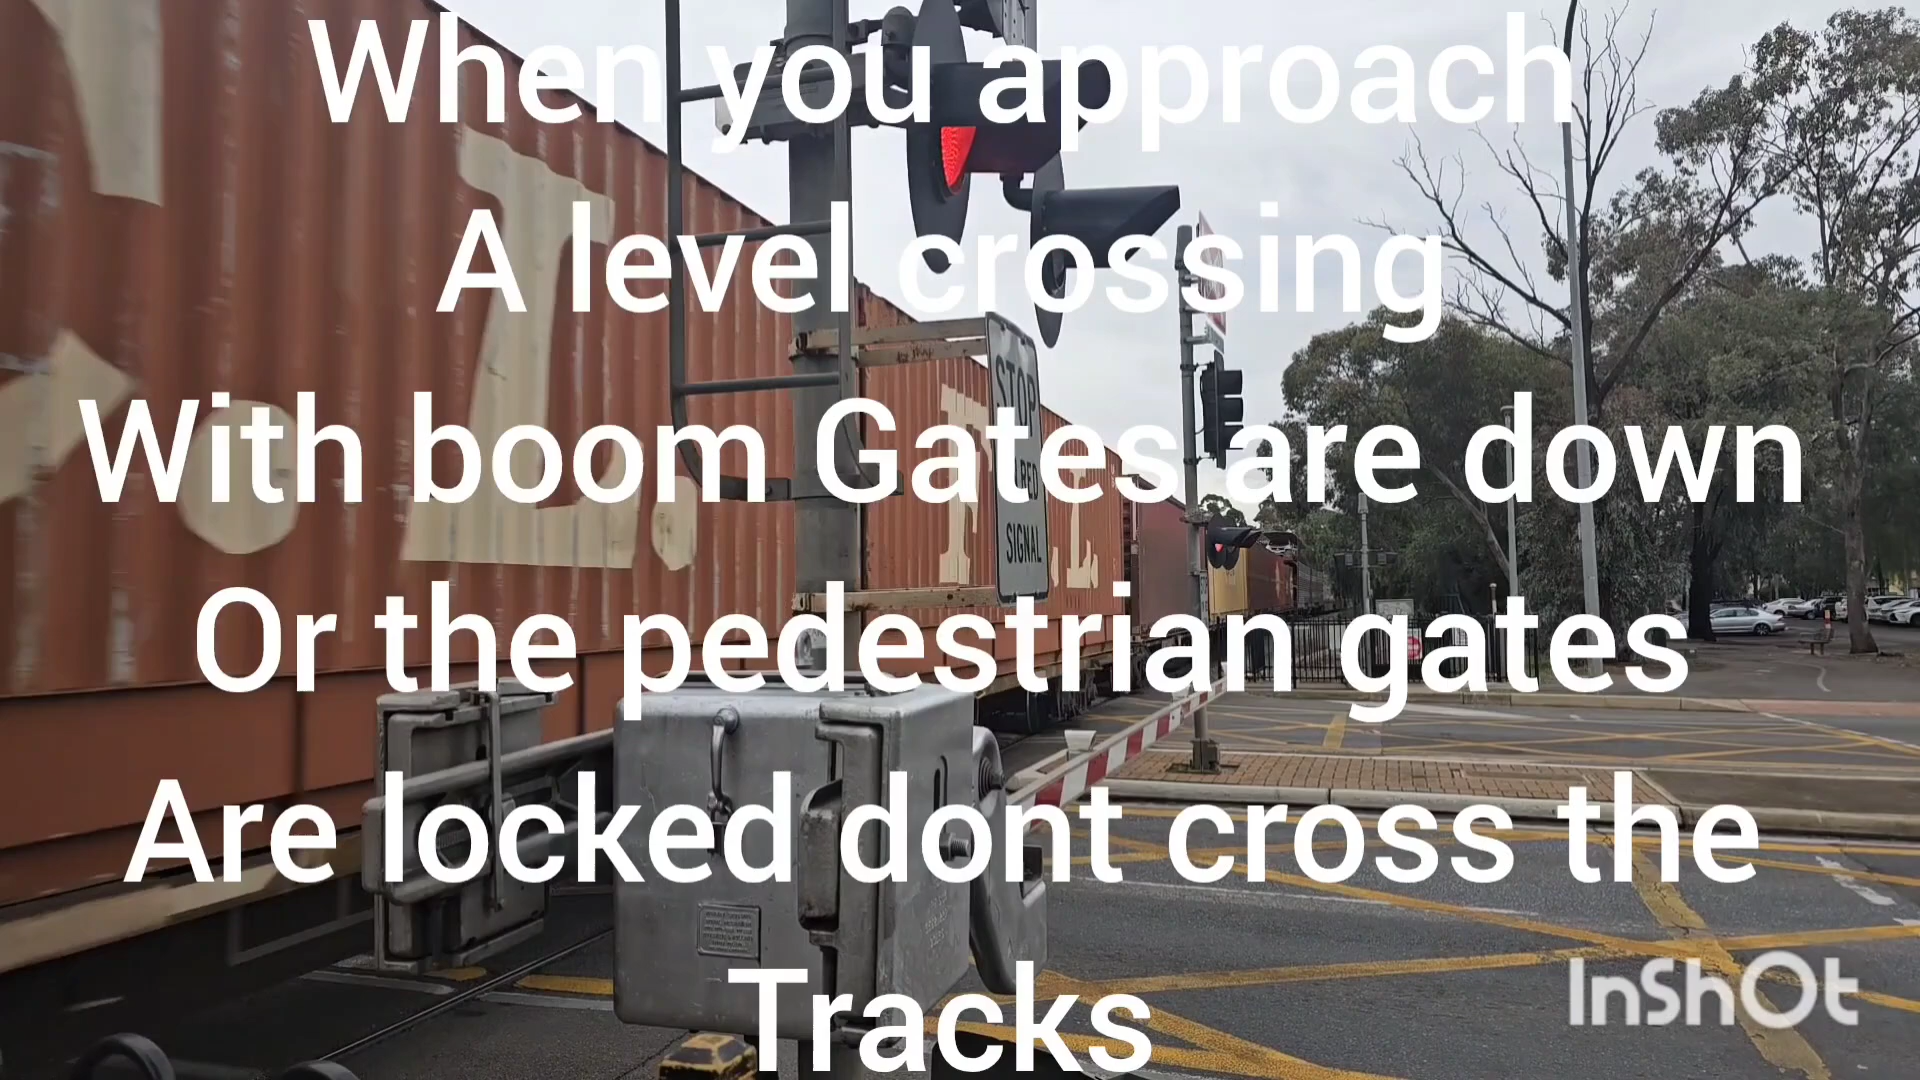 When you approach
A level crossing
With boom Gates are down
Or the pedestrian gates
Are locked dont cross the
Tracks
STOP
RED
SIGNAL
InShOt